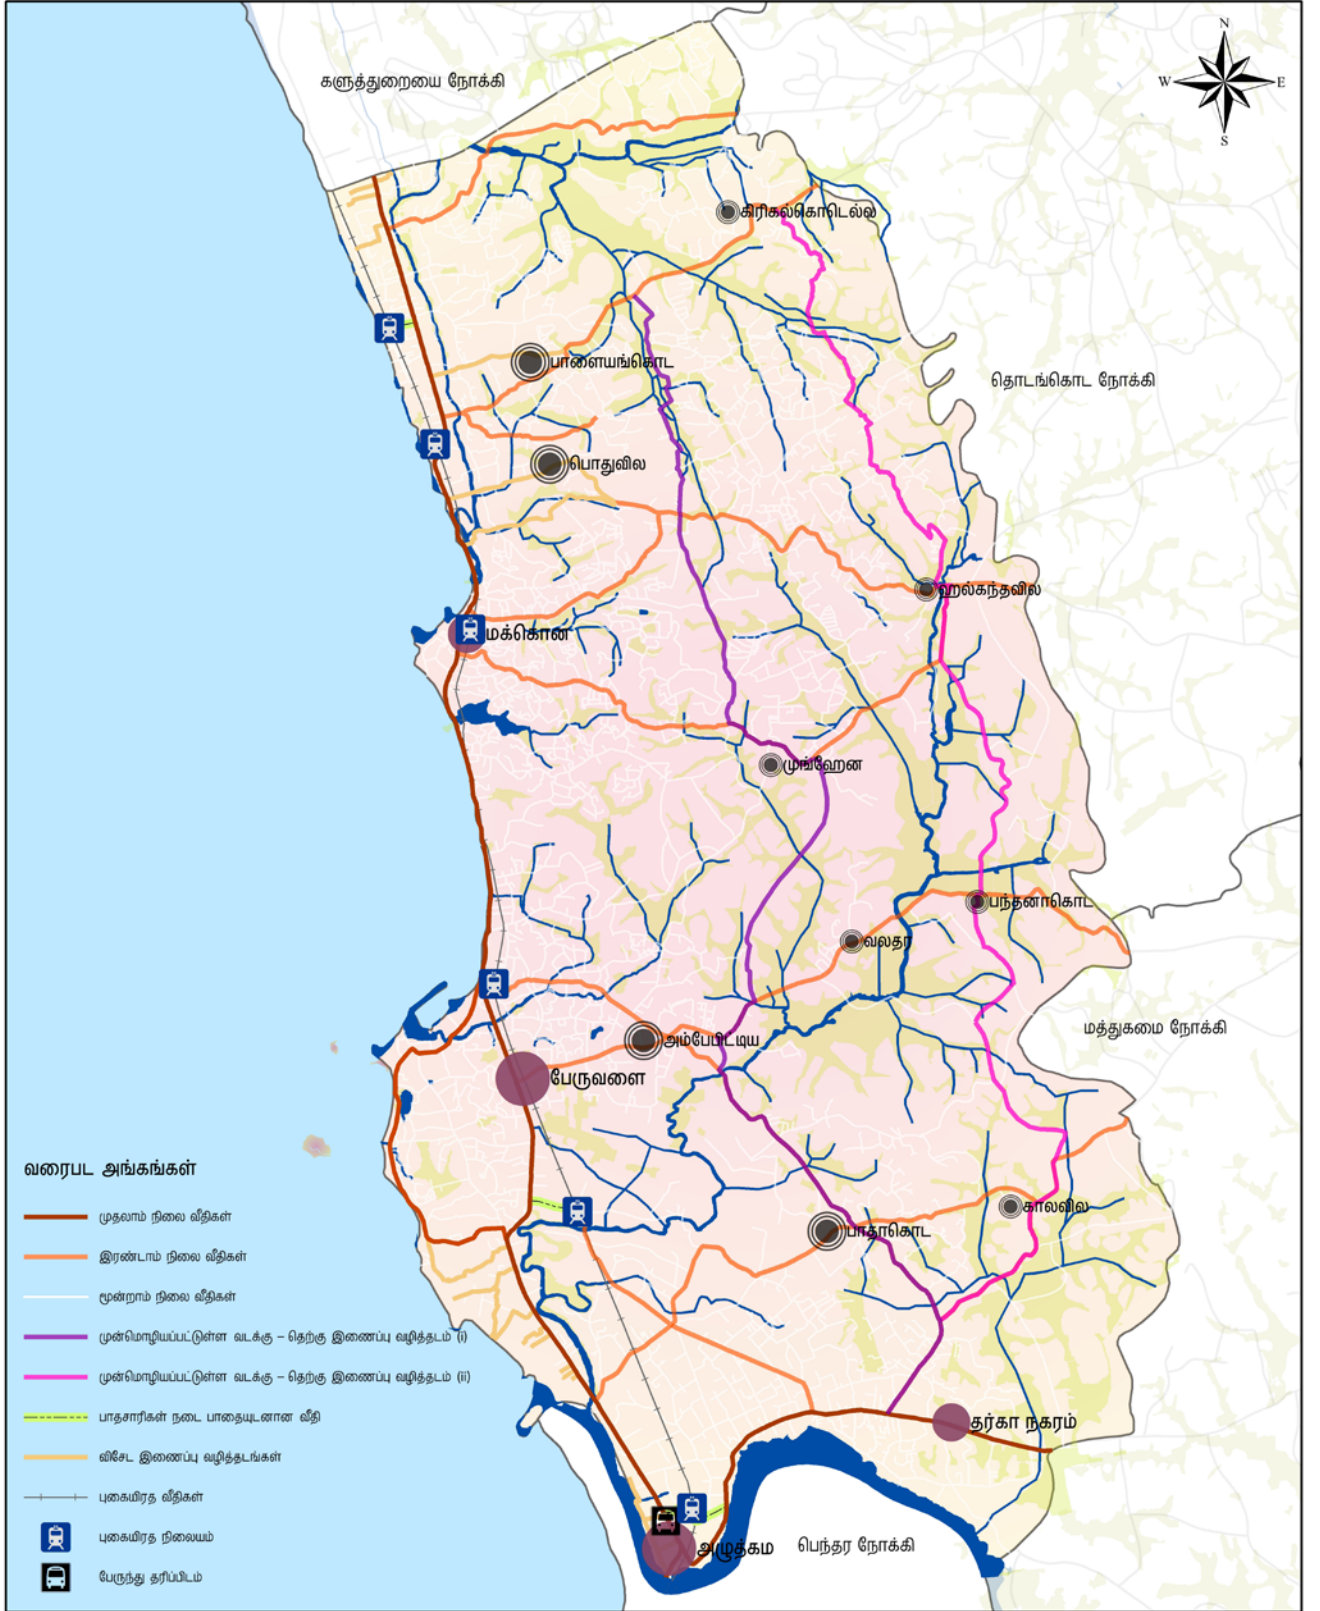 N
W
E
S
களுத்துறையை நோக்கி
கிரிகல்கொடெல்ல
பாளையங்கொட
தொடங்கொட நோக்கி
பொதுவில
ஹல்கந்தவில
மக்கொன
முங்ஹேன
பந்தனாகொட
வலதர
மத்துகமை நோக்கி
அம்பேபிட்டிய
பேருவளை
காலவில
பாதாகொட
தர்கா நகரம்
அழுத்கம
பெந்தர நோக்கி
வரைபட அங்கங்கள்
முதலாம் நிலை வீதிகள்
இரண்டாம் நிலை வீதிகள்
மூன்றாம் நிலை வீதிகள்
முன்மொழியப்பட்டுள்ள வடக்கு – தெற்கு இணைப்பு வழித்தடம் (i)
முன்மொழியப்பட்டுள்ள வடக்கு – தெற்கு இணைப்பு வழித்தடம் (ii)
பாதசாரிகள் நடை பாதையுடனான வீதி
விசேட இணைப்பு வழித்தடங்கள்
புகையிரத வீதிகள்
புகையிரத நிலையம்
பேருந்து தரிப்பிடம்